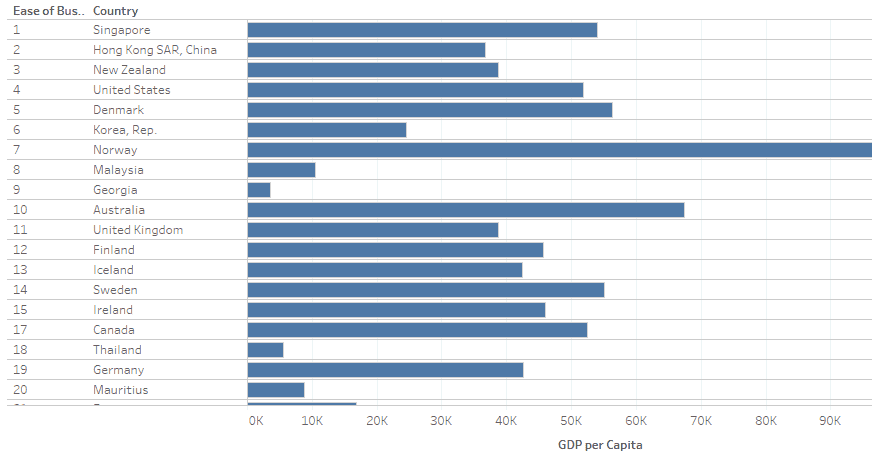 Ease of Bus.. Country
1 Singapore
2 Hong Kong SAR, China
3 New Zealand
4 United States
5 Denmark
6 Korea, Rep.
7 Norway
8 Malaysia
9 Georgia
10 Australia
11 United Kingdom
12 Finland
13 Iceland
14 Sweden
15 Ireland
17 Canada
18 Thailand
19 Germany
20 Mauritius
0K 10K 20K 30K 40K 50K 60K 70K 80K 90K
GDP per Capita